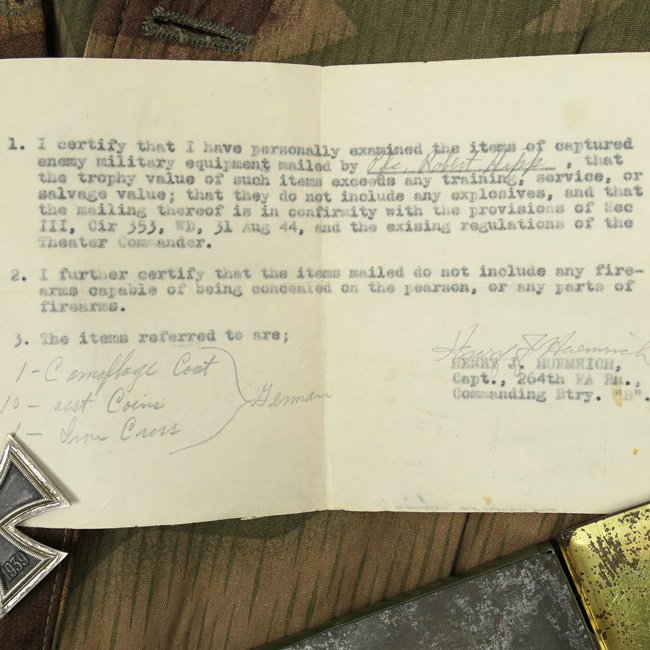 1. I certify that I have personally examined the items of captured
enemy military equipment mailed by Pfc. Robert Hipp, that
the trophy value of such items exceeds any training, service, or
salvage value; that they do not include any explosives, and that
the mailing thereof is in confirmity with the provisions of Sec
III, Cir 353, WD, 31 Aug 44, and the exising regulations of the
Theater Commander.
2. I further certify that the items mailed do not include any fire-
arms capable of being concealed on the pearson, or any parts of
firearms.
3. The items referred to are;
1 - Camoflage Coat
10 - Coins
Iron Cross
German
Henry J Huemrich
HENRY J. HUEMRICH,
Capt., 264th FA Bn.,
Commanding Btry. "B".
1939